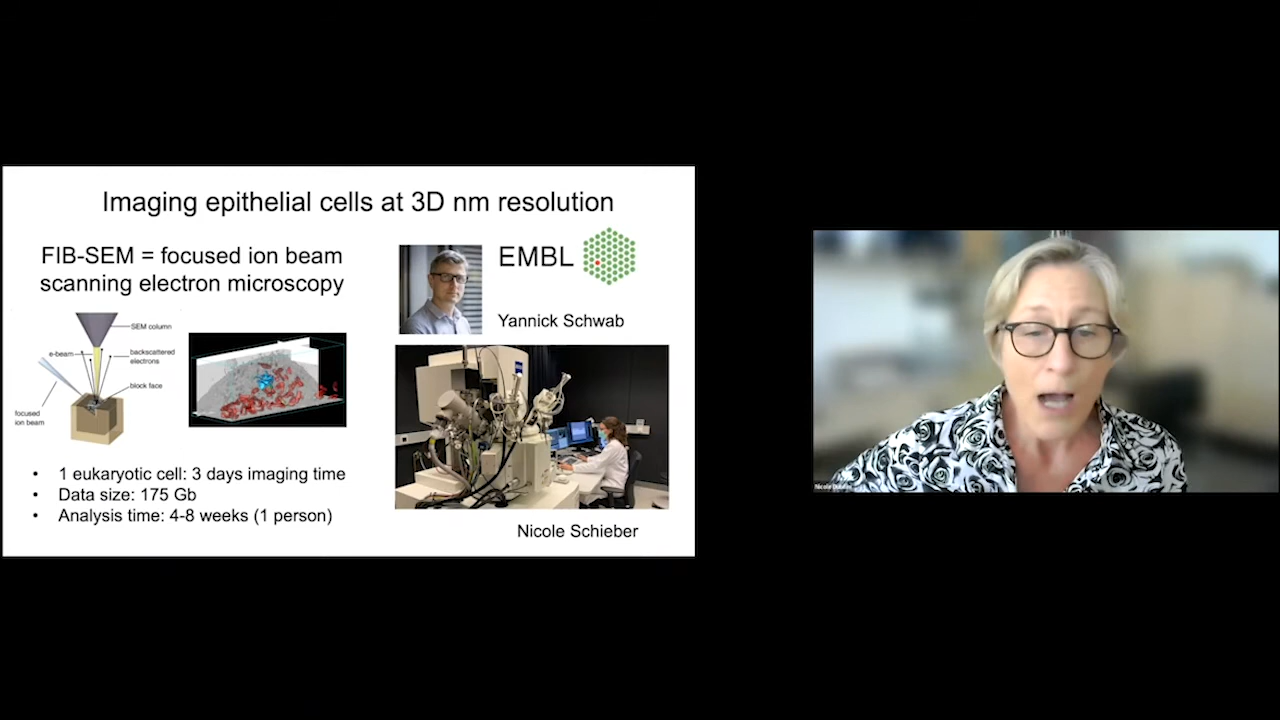 Imaging epithelial cells at 3D nm resolution
FIB-SEM = focused ion beam
scanning electron microscopy
SEM column
e-beam
backscattered
electrons
block face
focused
ion beam
• 1 eukaryotic cell: 3 days imaging time
• Data size: 175 Gb
• Analysis time: 4-8 weeks (1 person)
EMBL
Yannick Schwab
Nicole Schieber
Nicole